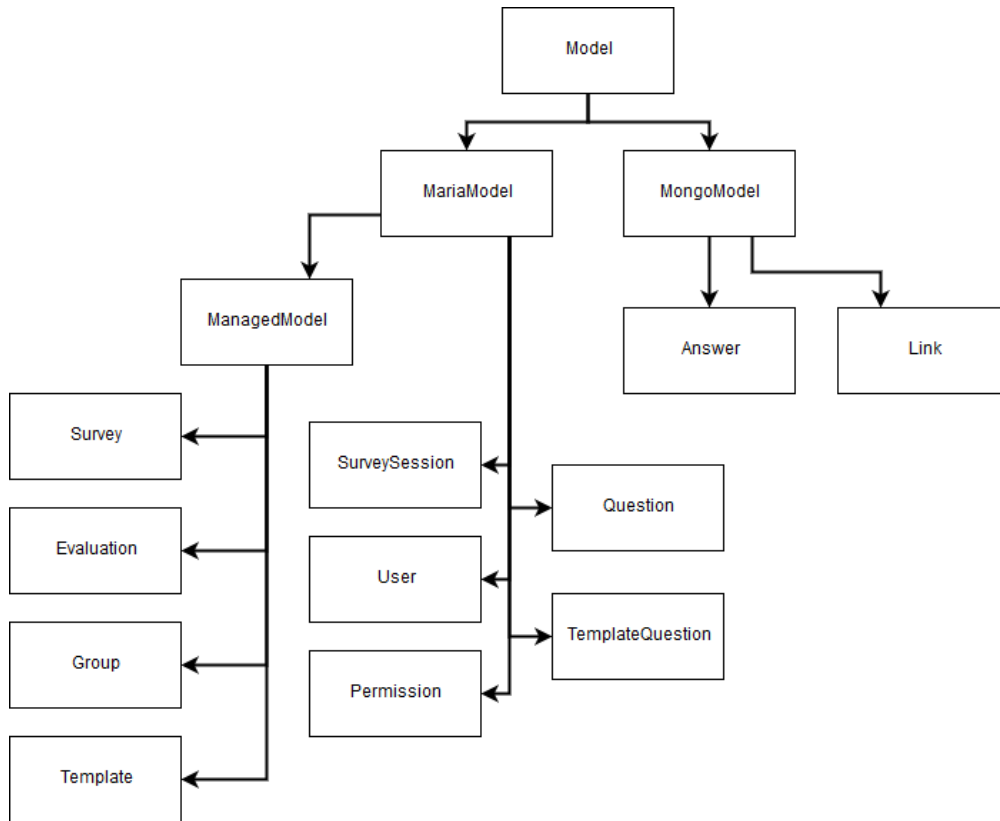 Model
MariaModel
MongoModel
ManagedModel
Answer
Link
Survey
SurveySession
Question
Evaluation
User
TemplateQuestion
Group
Permission
Template